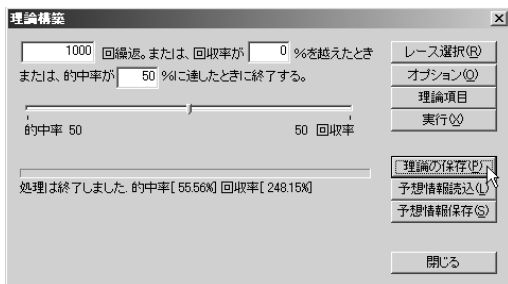 理論構築
1000 回繰返。または、回収率が 0 %を越えたとき
または、的中率が 50 %に達したときに終了する。
的中率 50 50 回収率
処理は終了しました. 的中率[ 55.56%] 回収率[ 248.15%]
レース選択(R)
オプション(O)
理論項目
実行(X)
理論の保存(P)
予想情報読込(L)
予想情報保存(S)
閉じる